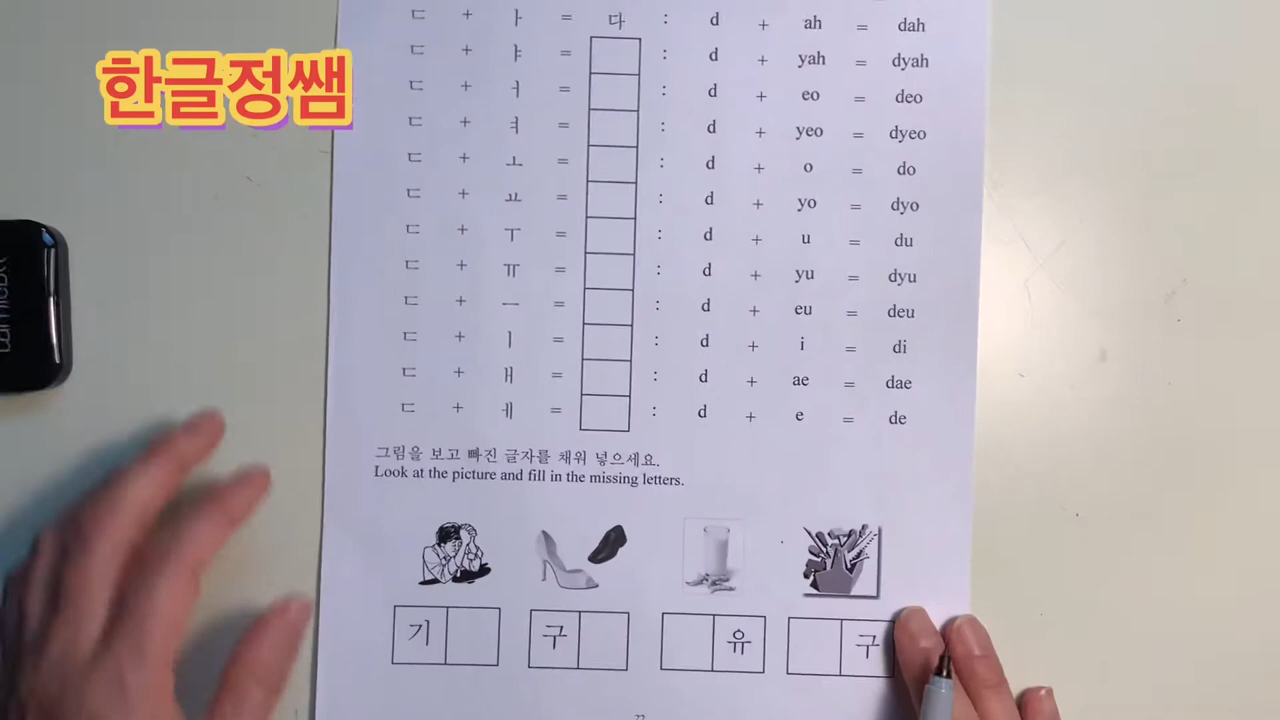 한글정쌤
ㄷ + ㅏ = 다 : d + ah = dah
ㄷ + ㅑ = : d + yah = dyah
ㄷ + ㅓ = : d + eo = deo
ㄷ + ㅕ = : d + yeo = dyeo
ㄷ + ㅗ = : d + o = do
ㄷ + ㅛ = : d + yo = dyo
ㄷ + ㅜ = : d + u = du
ㄷ + ㅠ = : d + yu = dyu
ㄷ + ㅡ = : d + eu = deu
ㄷ + ㅣ = : d + i = di
ㄷ + ㅐ = : d + ae = dae
ㄷ + ㅔ = : d + e = de
그림을 보고 빠진 글자를 채워 넣으세요.
Look at the picture and fill in the missing letters.
기 구 유 구